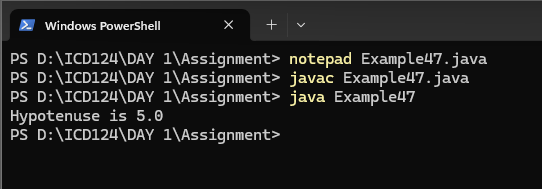 Windows PowerShell
PS D:\ICD124\DAY 1\Assignment> notepad Example47.java
PS D:\ICD124\DAY 1\Assignment> javac Example47.java
PS D:\ICD124\DAY 1\Assignment> java Example47
Hypotenuse is 5.0
PS D:\ICD124\DAY 1\Assignment>